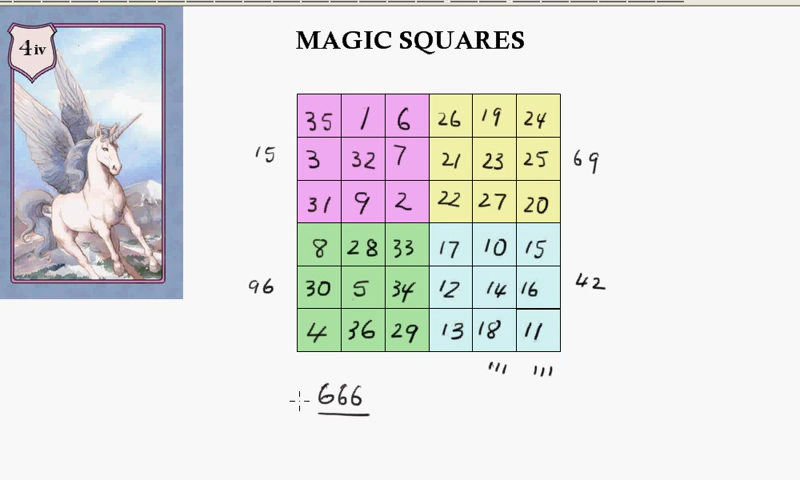 MAGIC SQUARES
4 iv
35 1 6 26 19 24
15 3 32 7 21 23 25 69
31 9 2 22 27 20
8 28 33 17 10 15
96 30 5 34 12 14 16 42
4 36 29 13 18 11
111 111
666